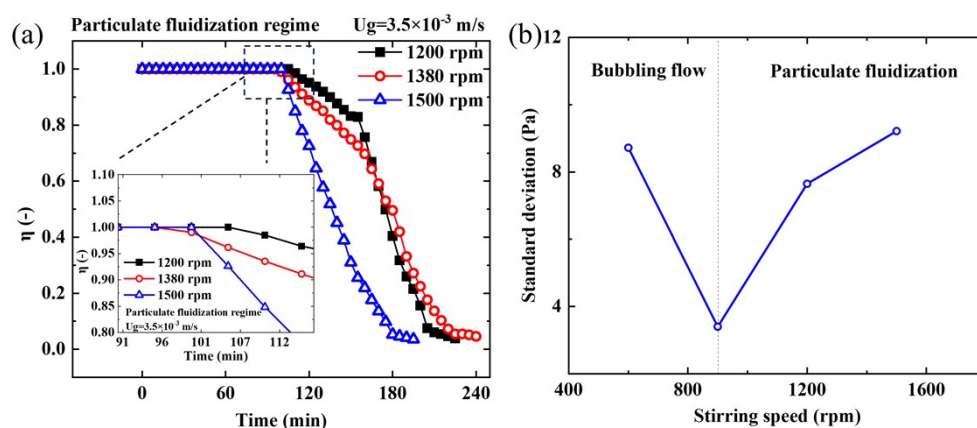 (a)
Particulate fluidization regime Ug=3.5×10⁻³ m/s
1200 rpm
1380 rpm
1500 rpm
1.0
0.8
0.6
0.4
0.2
0.0
η (-)
0 60 120 180 240
Time (min)
1.10
1.05
1.00
0.95
0.90
0.85
0.80
η (-)
1200 rpm
1380 rpm
1500 rpm
Particulate fluidization regime
Ug=3.5×10⁻³ m/s
91 96 101 107 112
Time (min)
(b)
12
8
4
Standard deviation (Pa)
Bubbling flow Particulate fluidization
400 800 1200 1600
Stirring speed (rpm)